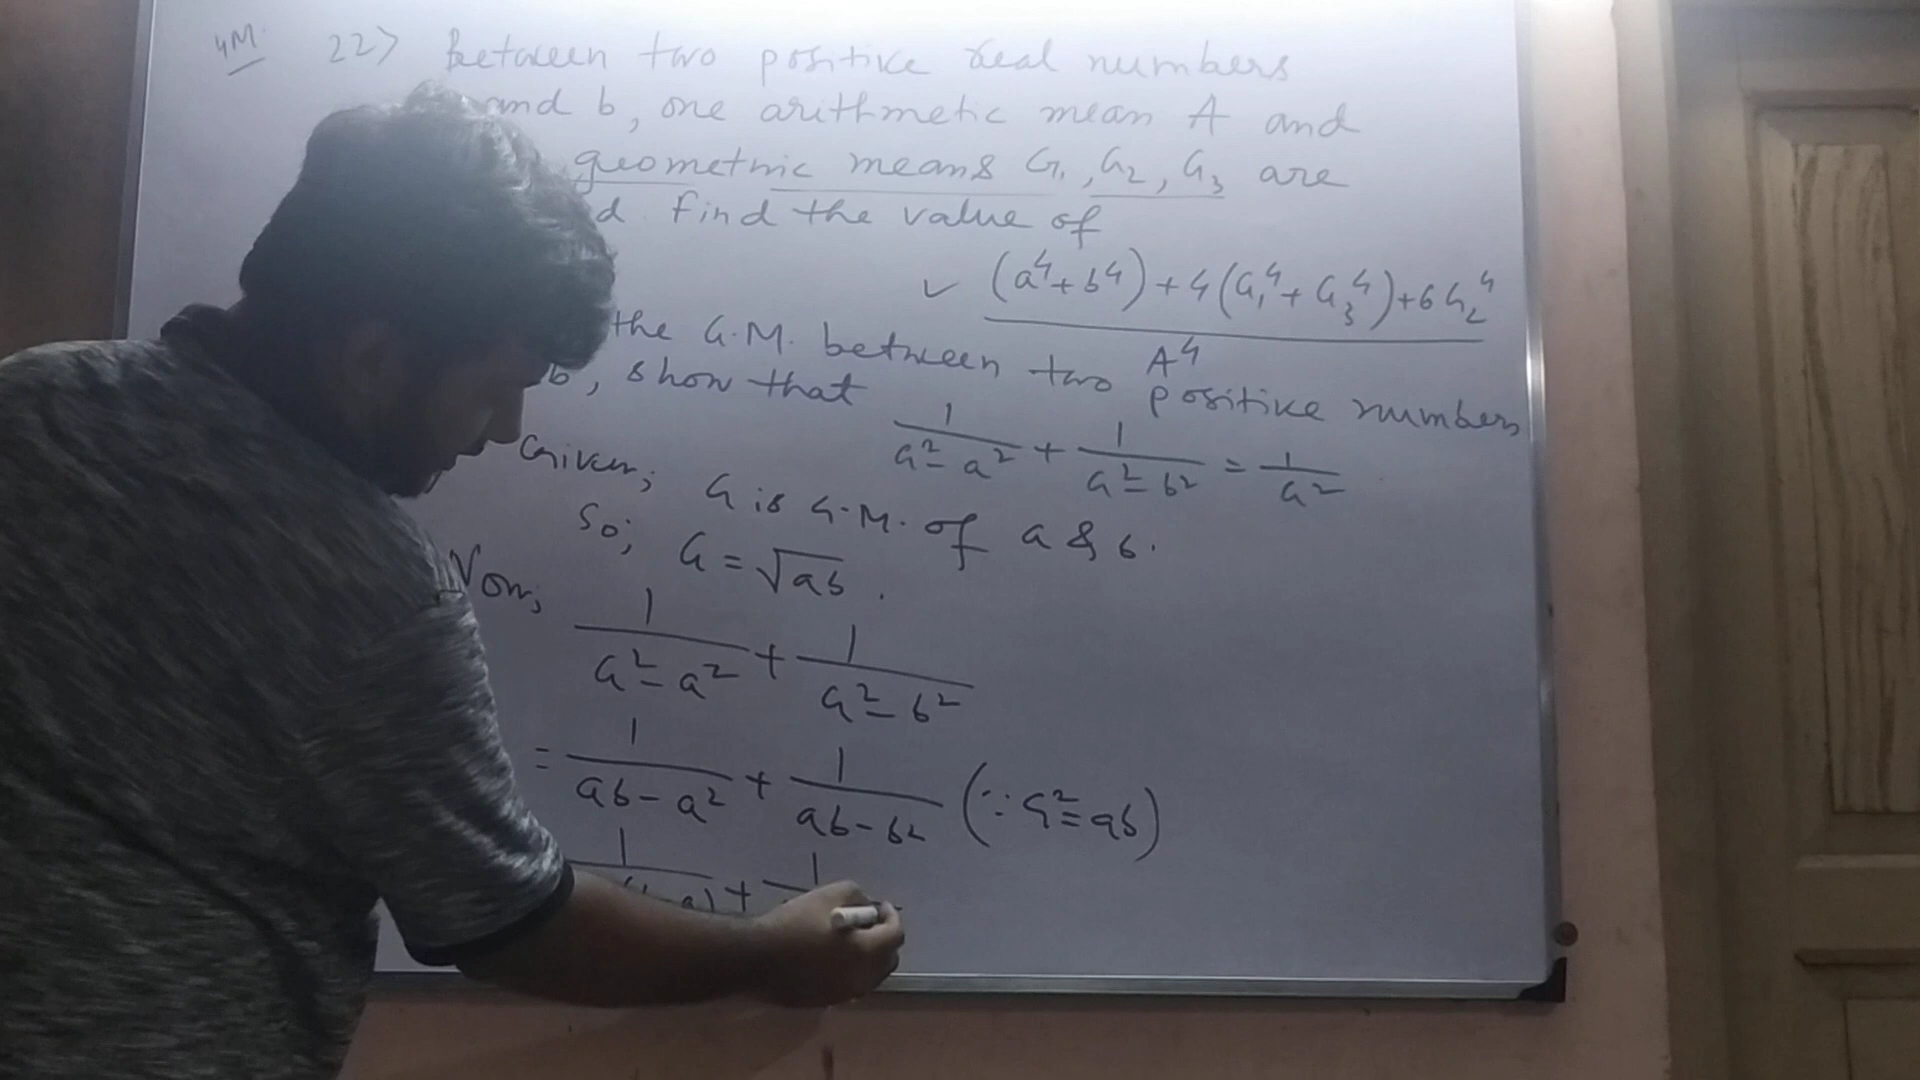 4M. 22> Between two positive real numbers
and b, one arithmetic mean A and
geometric means G₁, G₂, G₃ are
d. Find the value of
✓ (a⁴+b⁴)+4(G₁⁴+G₃⁴)+6G₂⁴ / A⁴
the G.M. between two positive numbers
b, show that 1/(G²-a²) + 1/(G²-b²) = 1/G²
Given; G is G.M. of a & b.
So; G = √ab.
Now,
1/(G²-a²) + 1/(G²-b²)
= 1/(ab-a²) + 1/(ab-b²) (∵ G²=ab)
1/ a) + 1/